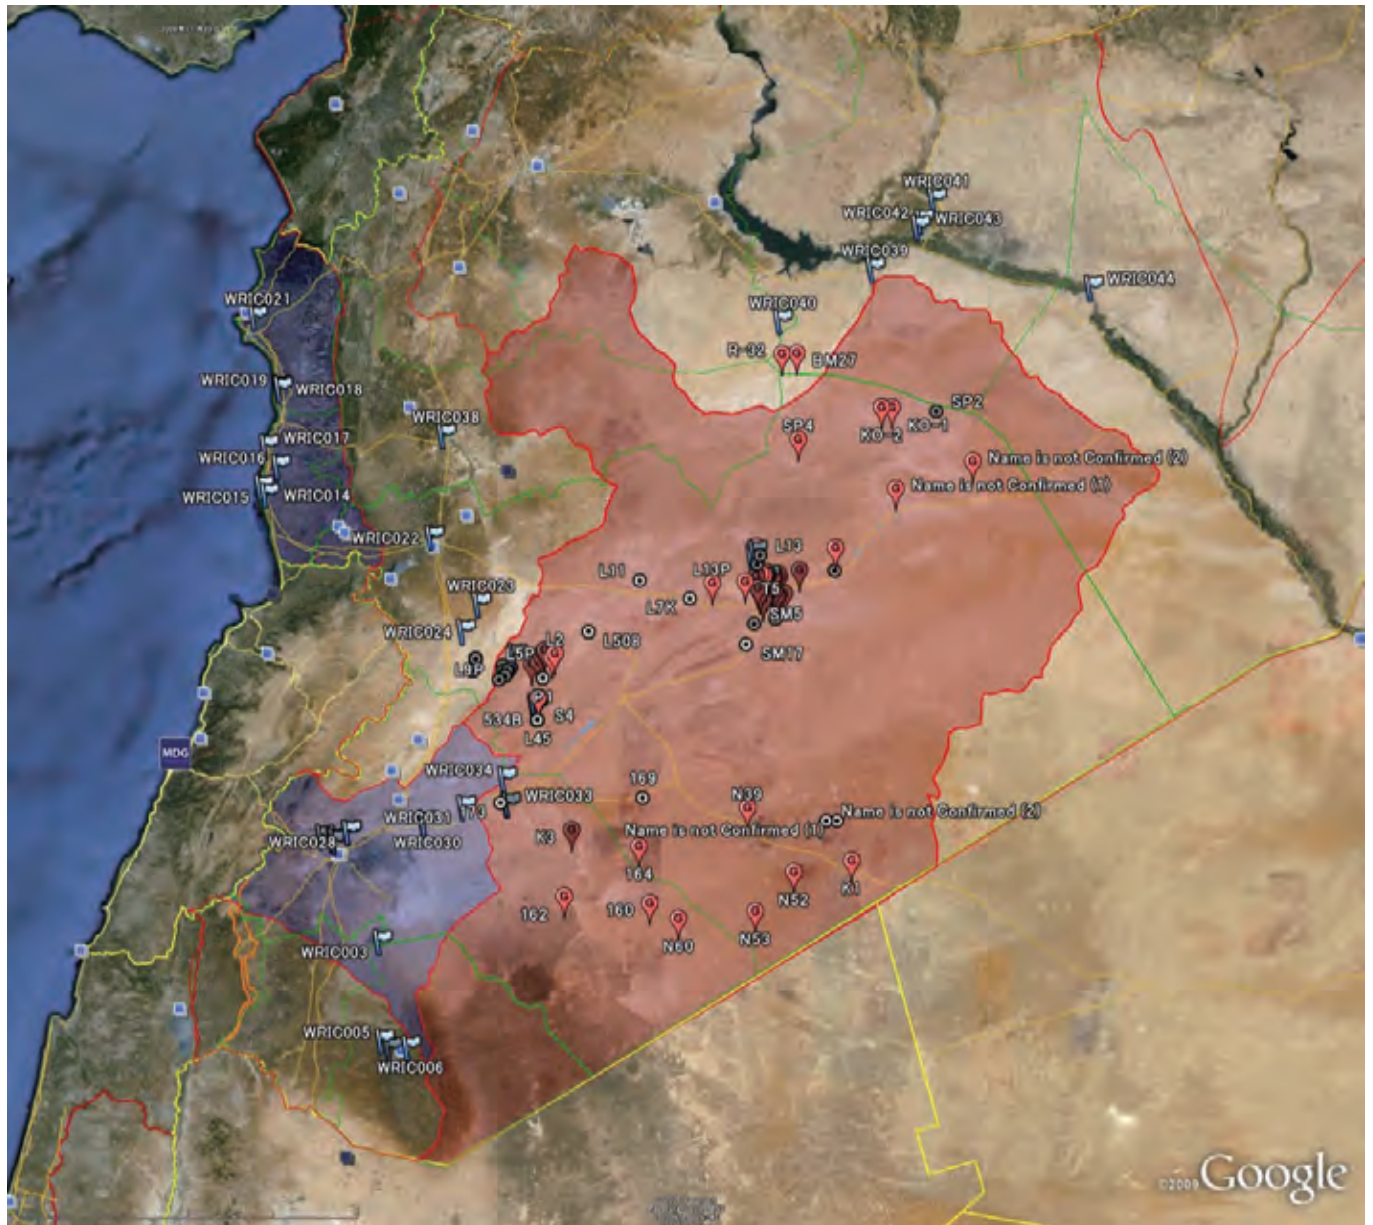 WRIC041
WRIC042
WRIC043
WRIC039
WRIC044
WRIC021
WRIC040
R-32
BM27
WRIC019
WRIC018
WRIC038
SP2
SP4
KO-2
KO-1
WRIC017
WRIC016
Name is not Confirmed (2)
WRIC015
WRIC014
Name is not Confirmed (1)
WRIC022
L13
L11
L13P
T5
WRIC023
L7K
SM5
WRIC024
L508
L2
L5P
SM17
L9P
P1
534B
S4
L45
MDG
WRIC034
169
WRIC033
N39
173
WRIC031
Name is not Confirmed (2)
WRIC028
WRIC030
K3
Name is not Confirmed (1)
164
K1
N52
162
160
N60
N53
WRIC003
WRIC005
WRIC006
©2009 Google